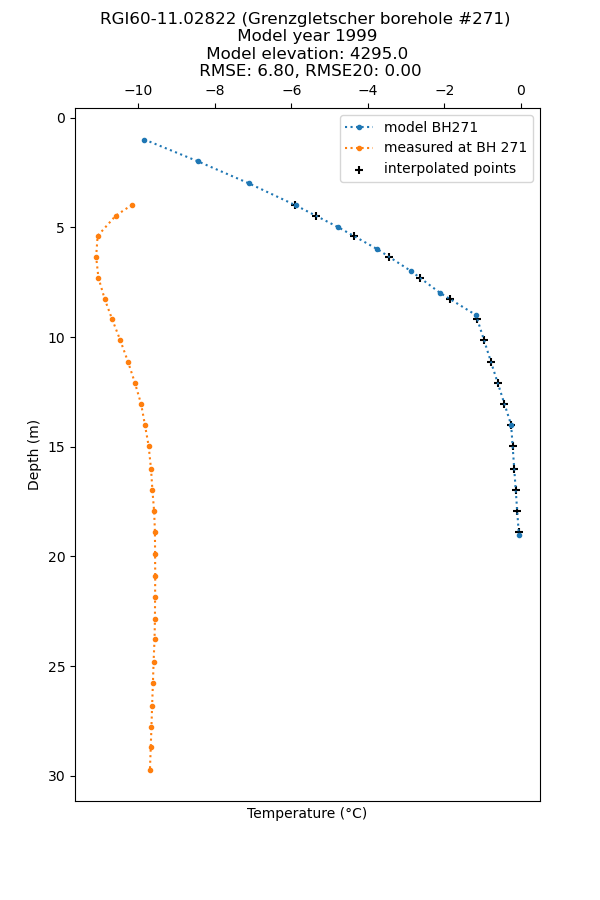 RGI60-11.02822 (Grenzgletscher borehole #271)
Model year 1999
Model elevation: 4295.0
RMSE: 6.80, RMSE20: 0.00
−10 −8 −6 −4 −2 0
model BH271
measured at BH 271
interpolated points
0
5
10
15
20
25
30
Depth (m)
Temperature (°C)